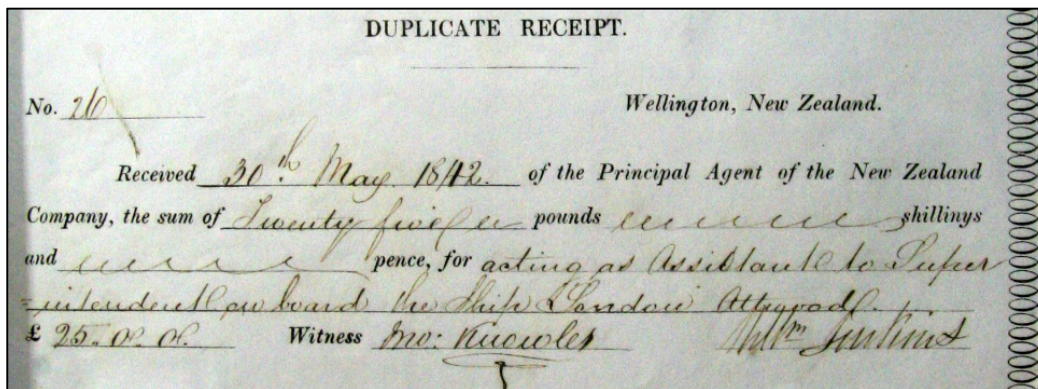 DUPLICATE RECEIPT.
No. 26 Wellington, New Zealand.
Received 30th May 1842. of the Principal Agent of the New Zealand
Company, the sum of Twenty five pounds shillings
and pence, for acting as Assistant to Super
=intendent on board the Ship London Attwood.
£ 25. 0. 0. Witness Jno: Knowles Jenkins